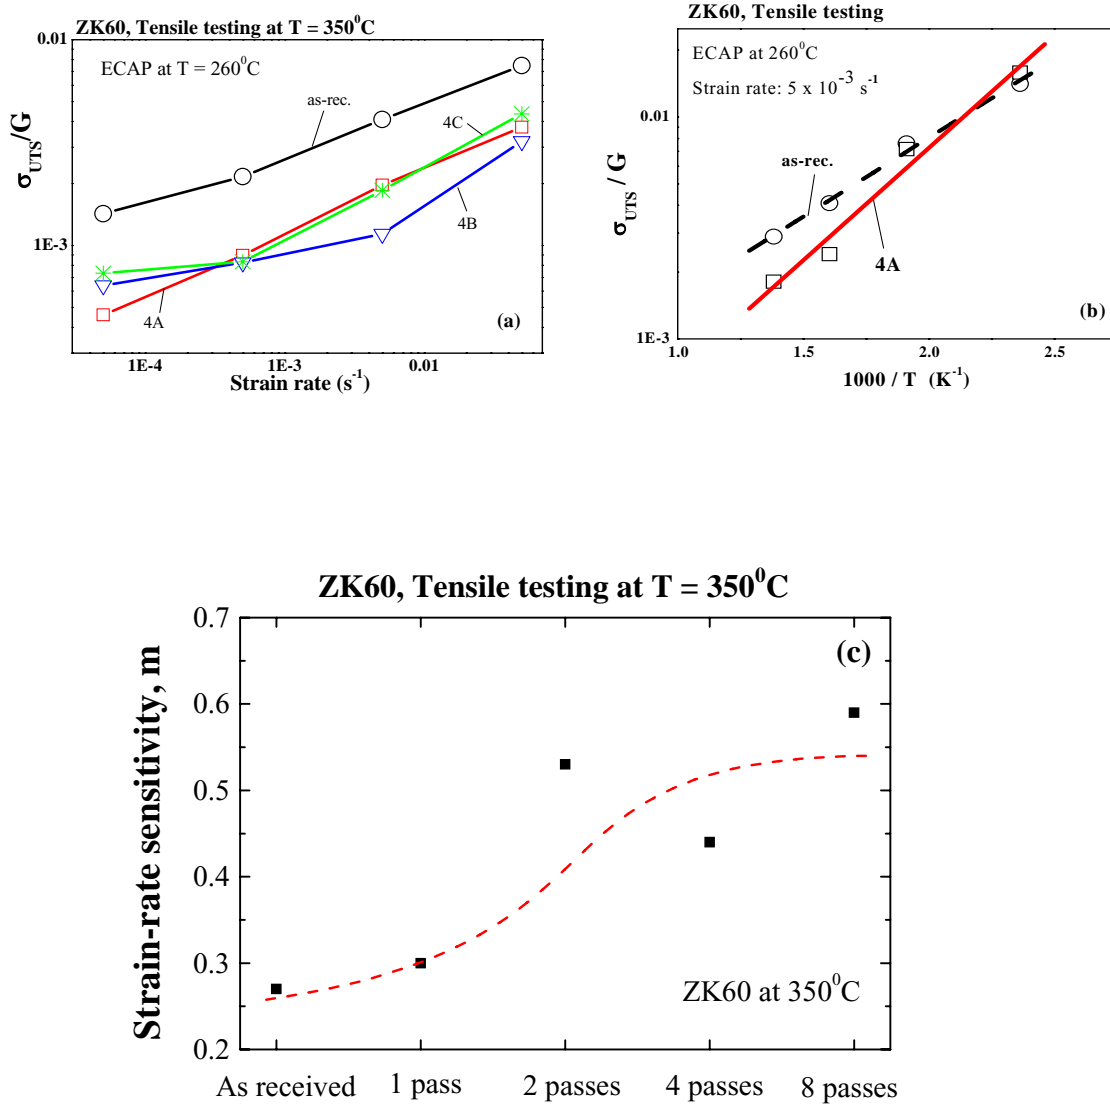 ZK60, Tensile testing at T = 350⁰C
0.01
ECAP at T = 260⁰C
as-rec.
4C
4B
4A
σUTS/G
1E-3
(a)
1E-4
1E-3
0.01
Strain rate (s⁻¹)
ZK60, Tensile testing
ECAP at 260⁰C
Strain rate: 5 x 10⁻³ s⁻¹
0.01
as-rec.
σUTS / G
4A
(b)
1E-3
1.0
1.5
2.0
2.5
1000 / T (K⁻¹)
ZK60, Tensile testing at T = 350⁰C
0.7
(c)
0.6
0.5
0.4
0.3
0.2
Strain-rate sensitivity, m
ZK60 at 350⁰C
As received
1 pass
2 passes
4 passes
8 passes